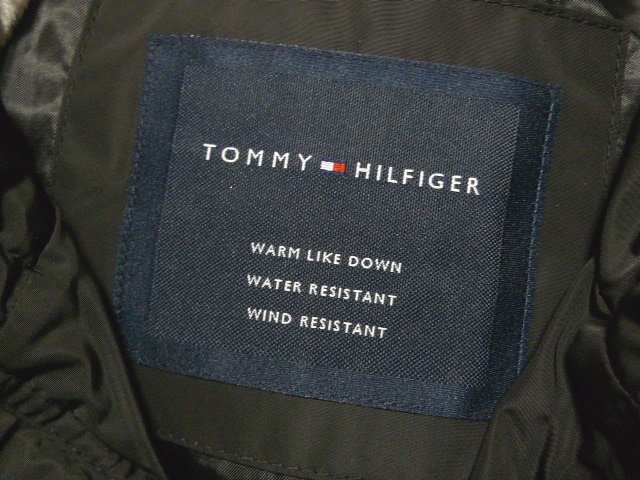 TOMMY HILFIGER
WARM LIKE DOWN
WATER RESISTANT
WIND RESISTANT